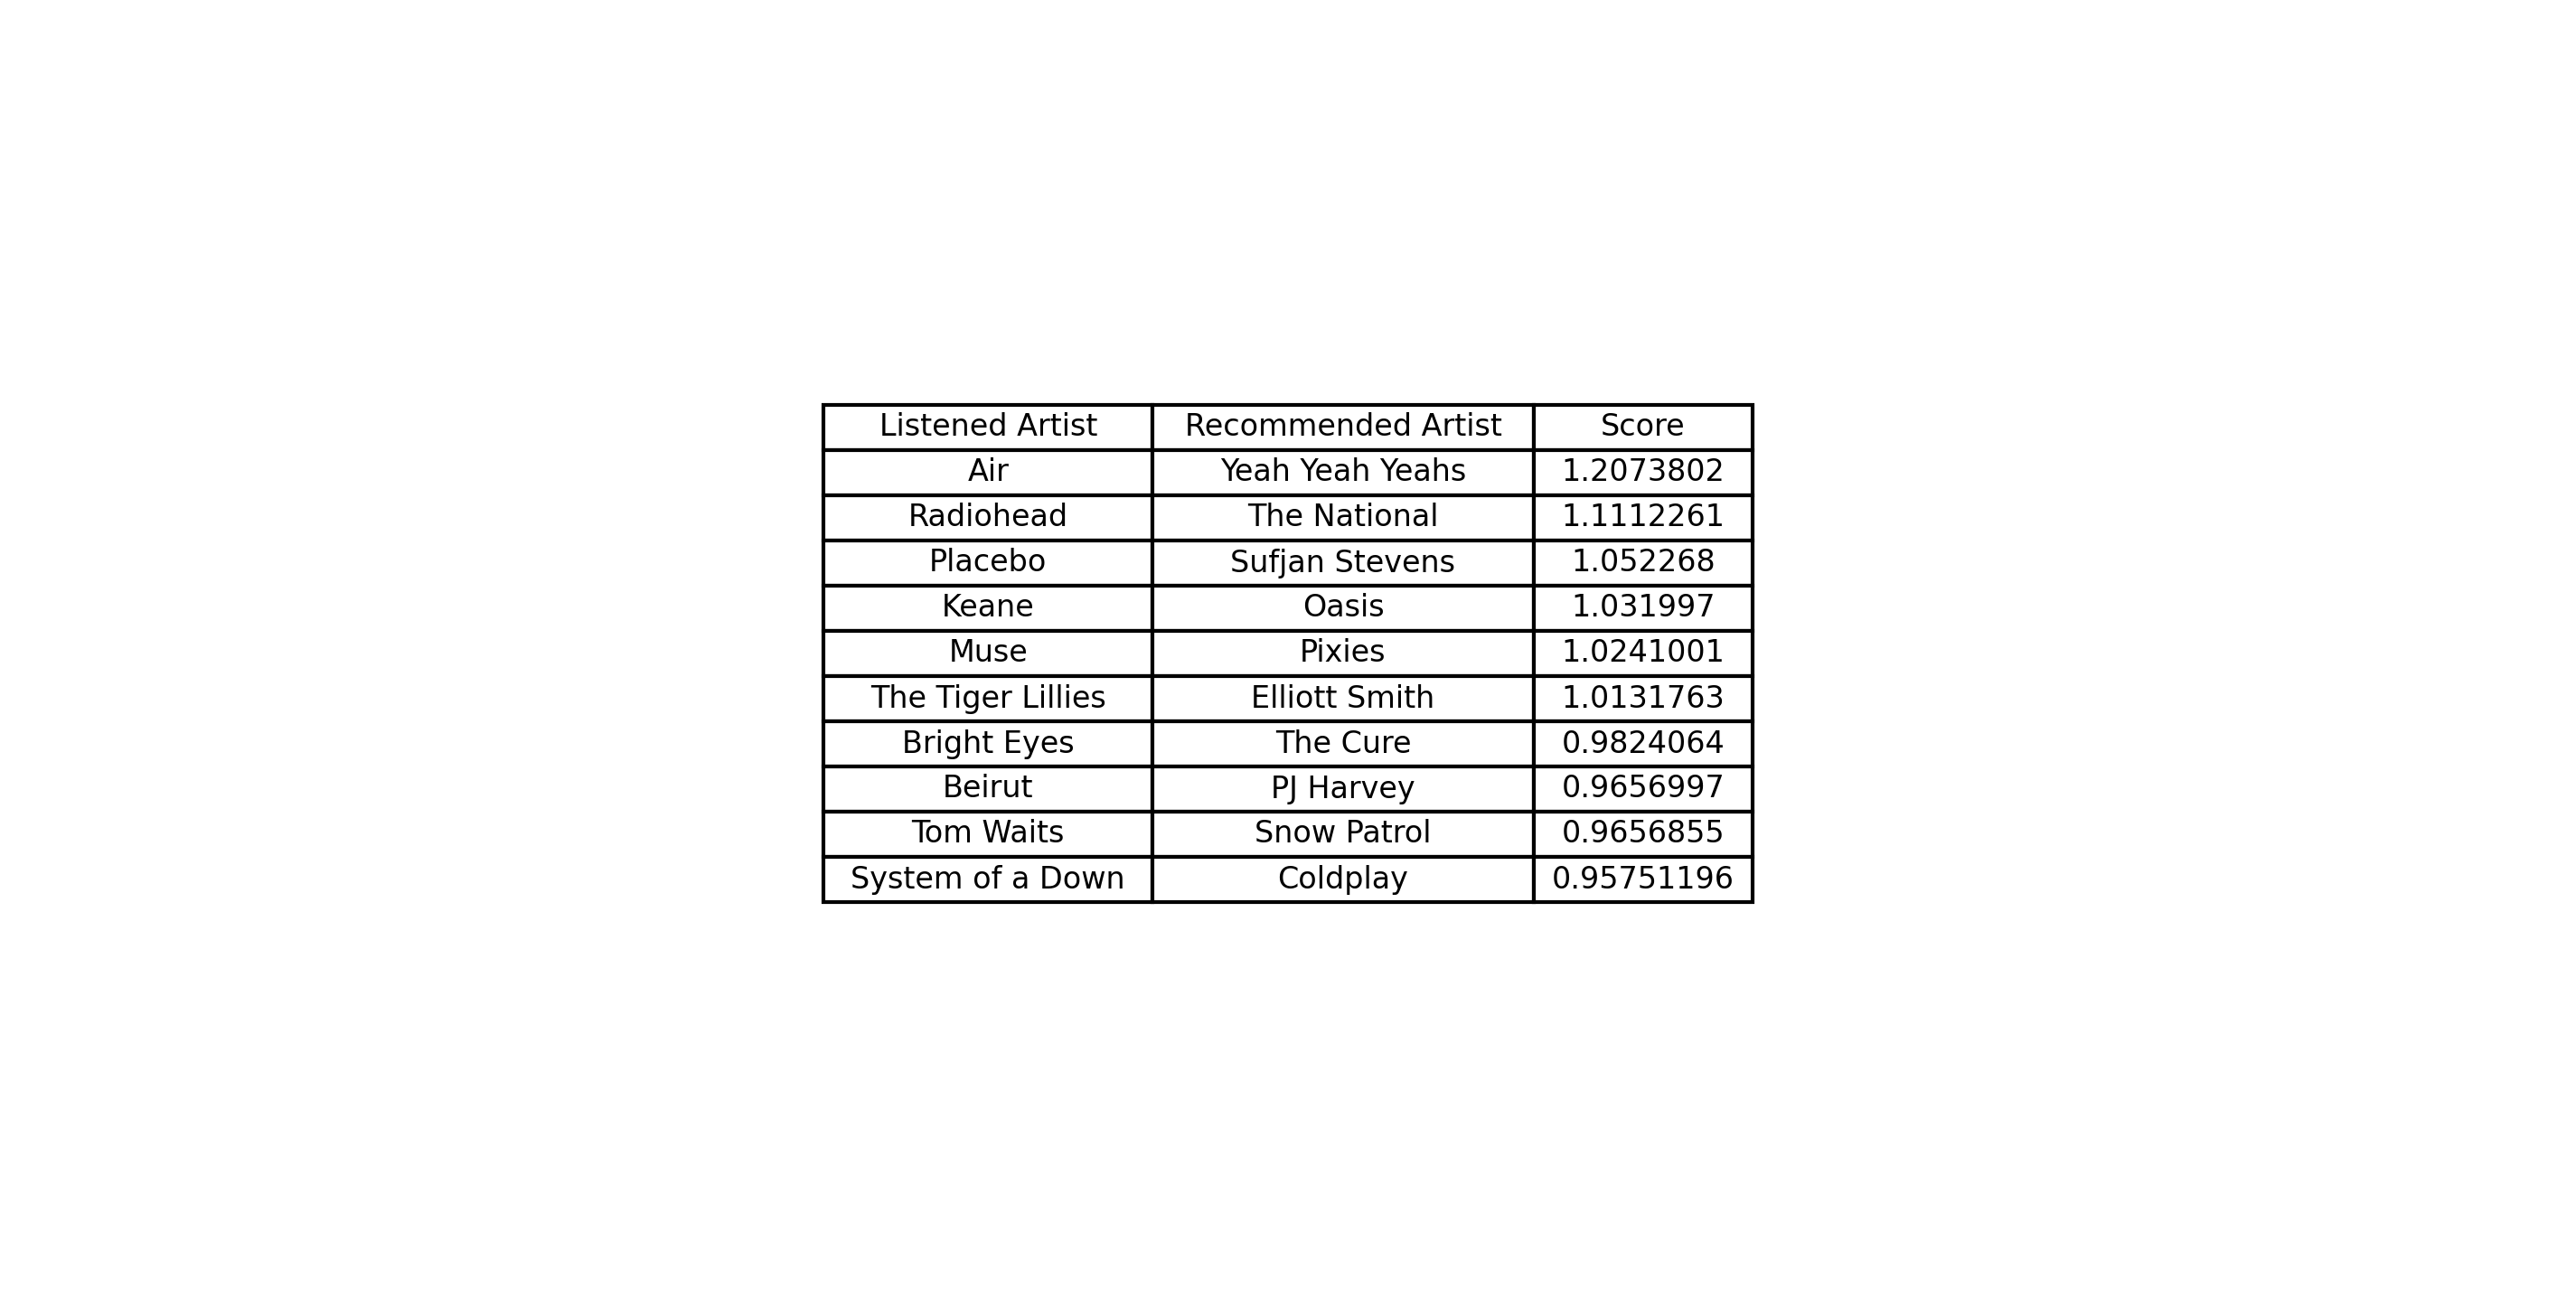 Listened Artist Recommended Artist Score
Air Yeah Yeah Yeahs 1.2073802
Radiohead The National 1.1112261
Placebo Sufjan Stevens 1.052268
Keane Oasis 1.031997
Muse Pixies 1.0241001
The Tiger Lillies Elliott Smith 1.0131763
Bright Eyes The Cure 0.9824064
Beirut PJ Harvey 0.9656997
Tom Waits Snow Patrol 0.9656855
System of a Down Coldplay 0.95751196